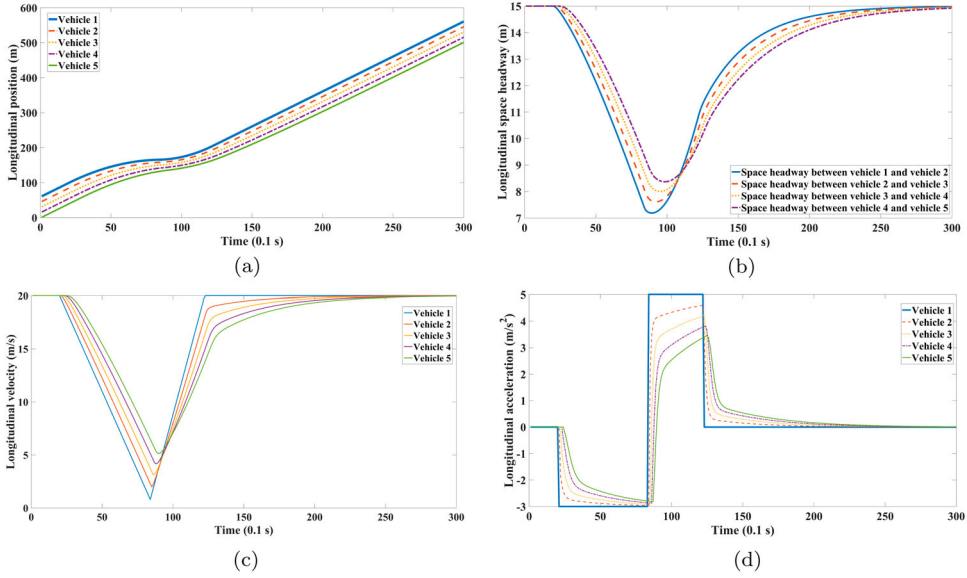 600
500
400
300
200
100
0
Longitudinal position (m)
Vehicle 1
Vehicle 2
Vehicle 3
Vehicle 4
Vehicle 5
0 50 100 150 200 250 300
Time (0.1 s)
(a)
15
14
13
12
11
10
9
8
7
Longitudinal space headway (m)
Space headway between vehicle 1 and vehicle 2
Space headway between vehicle 2 and vehicle 3
Space headway between vehicle 3 and vehicle 4
Space headway between vehicle 4 and vehicle 5
0 50 100 150 200 250 300
Time (0.1 s)
(b)
20
15
10
5
0
Longitudinal velocity (m/s)
Vehicle 1
Vehicle 2
Vehicle 3
Vehicle 4
Vehicle 5
0 50 100 150 200 250 300
Time (0.1 s)
(c)
5
4
3
2
1
0
-1
-2
-3
Longitudinal acceleration (m/s²)
Vehicle 1
Vehicle 2
Vehicle 3
Vehicle 4
Vehicle 5
0 50 100 150 200 250 300
Time (0.1 s)
(d)